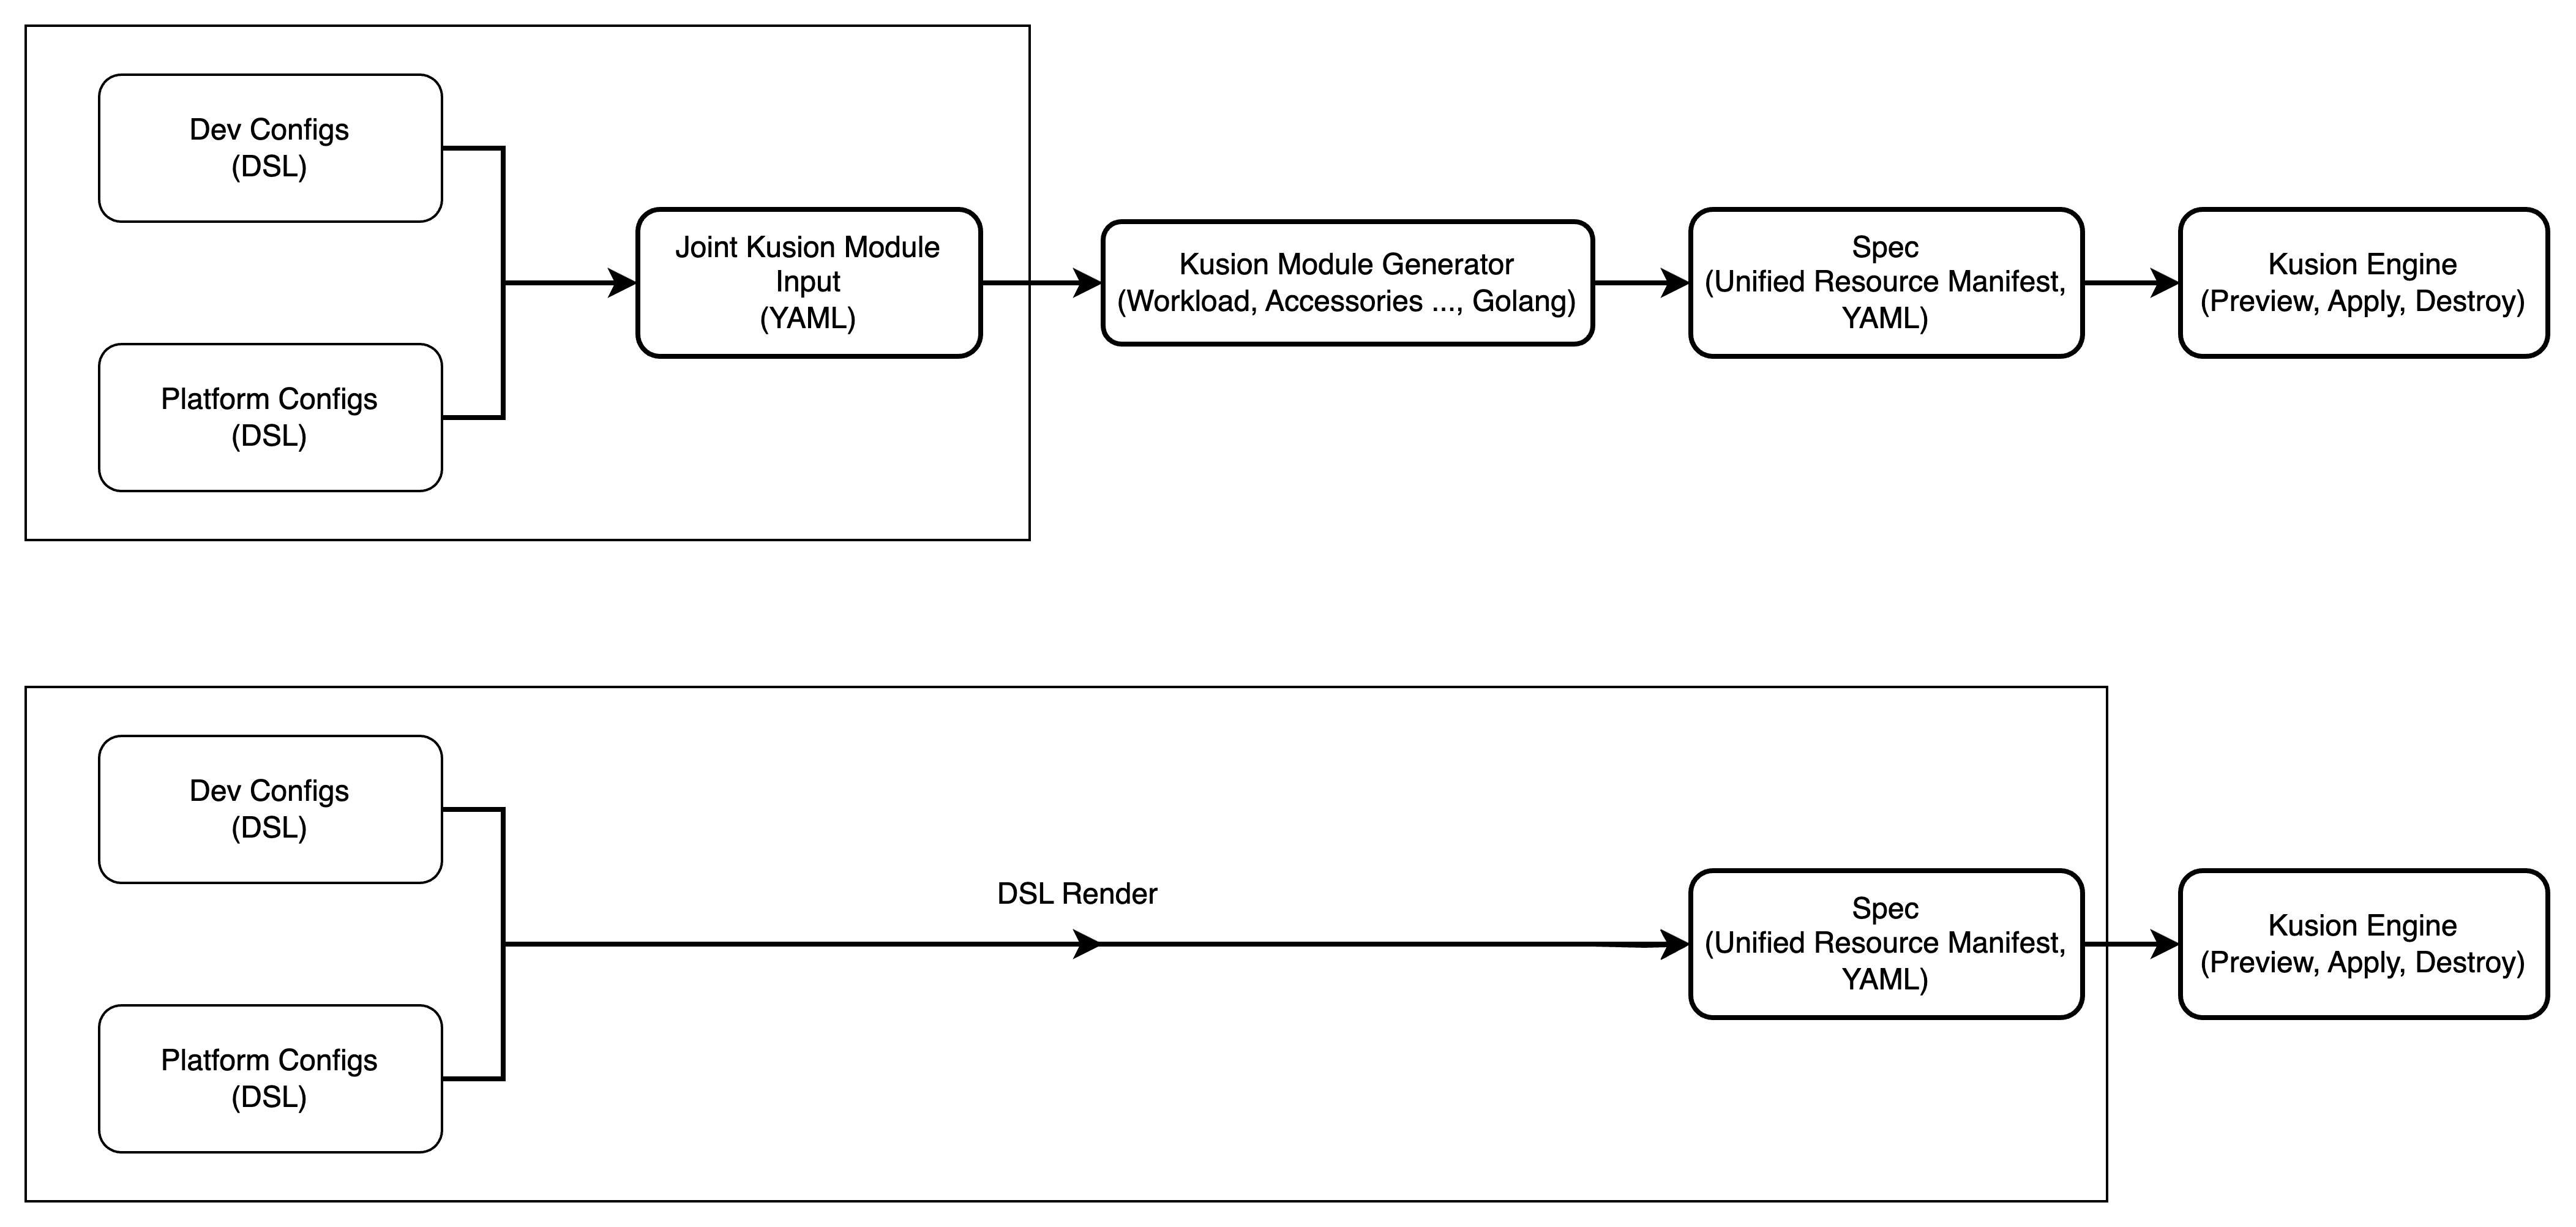 Dev Configs
(DSL)
Platform Configs
(DSL)
Joint Kusion Module
Input
(YAML)
Kusion Module Generator
(Workload, Accessories ..., Golang)
Spec
(Unified Resource Manifest,
YAML)
Kusion Engine
(Preview, Apply, Destroy)
Dev Configs
(DSL)
Platform Configs
(DSL)
DSL Render
Spec
(Unified Resource Manifest,
YAML)
Kusion Engine
(Preview, Apply, Destroy)